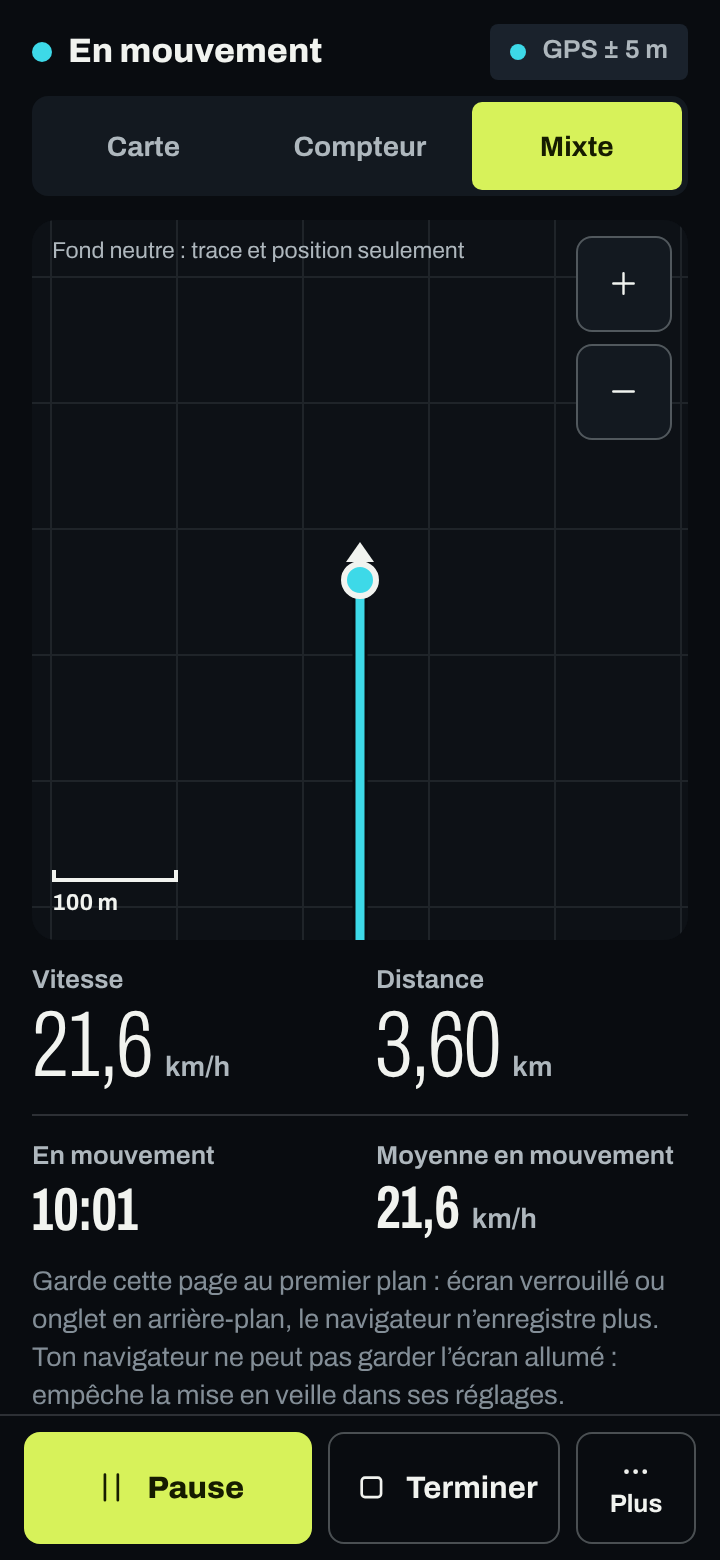 En mouvement
GPS ± 5 m
Carte
Compteur
Mixte
Fond neutre : trace et position seulement
+
−
100 m
Vitesse
Distance
21,6 km/h
3,60 km
En mouvement
Moyenne en mouvement
10:01
21,6 km/h
Garde cette page au premier plan : écran verrouillé ou
onglet en arrière-plan, le navigateur n’enregistre plus.
Ton navigateur ne peut pas garder l’écran allumé :
empêche la mise en veille dans ses réglages.
Pause
Terminer
Plus